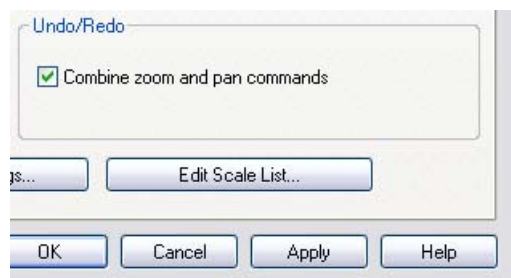 Undo/Redo
Combine zoom and pan commands
Edit Scale List...
OK Cancel Apply Help